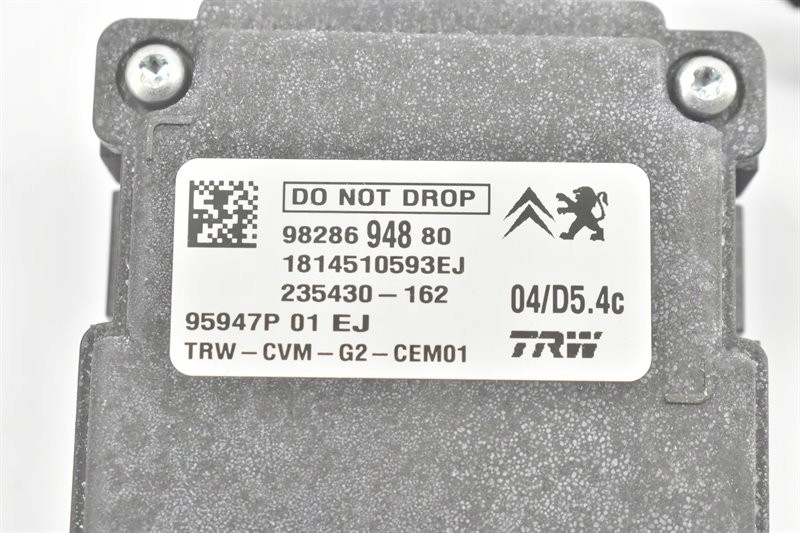 DO NOT DROP
98286 948 80
1814510593EJ
235430-162
04/D5.4c
95947P 01 EJ
TRW
TRW-CVM-G2-CEM01